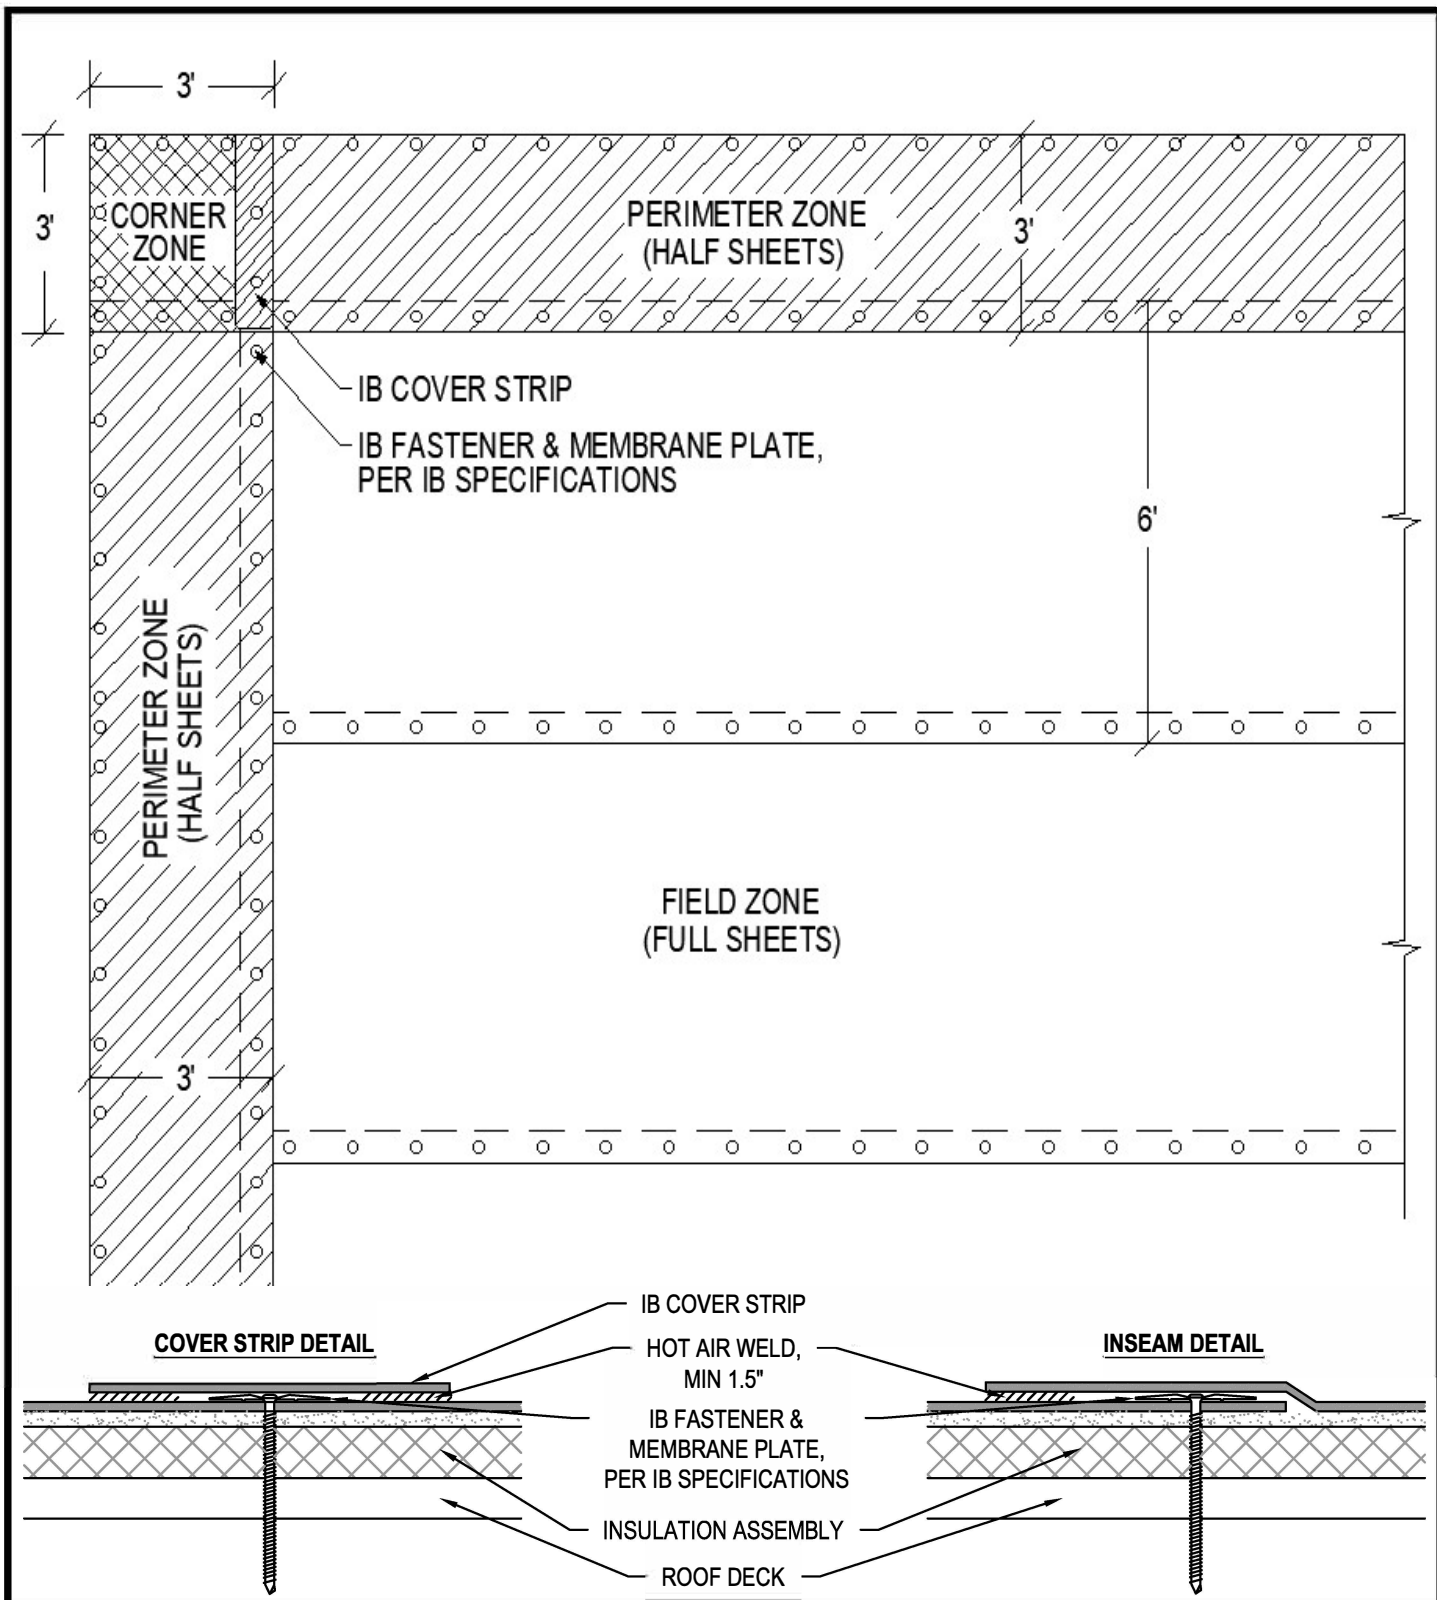 3'
3'
CORNER
ZONE
PERIMETER ZONE
(HALF SHEETS)
3'
IB COVER STRIP
IB FASTENER & MEMBRANE PLATE,
PER IB SPECIFICATIONS
6'
PERIMETER ZONE
(HALF SHEETS)
FIELD ZONE
(FULL SHEETS)
3'
IB COVER STRIP
COVER STRIP DETAIL
HOT AIR WELD,
MIN 1.5"
INSEAM DETAIL
IB FASTENER &
MEMBRANE PLATE,
PER IB SPECIFICATIONS
INSULATION ASSEMBLY
ROOF DECK